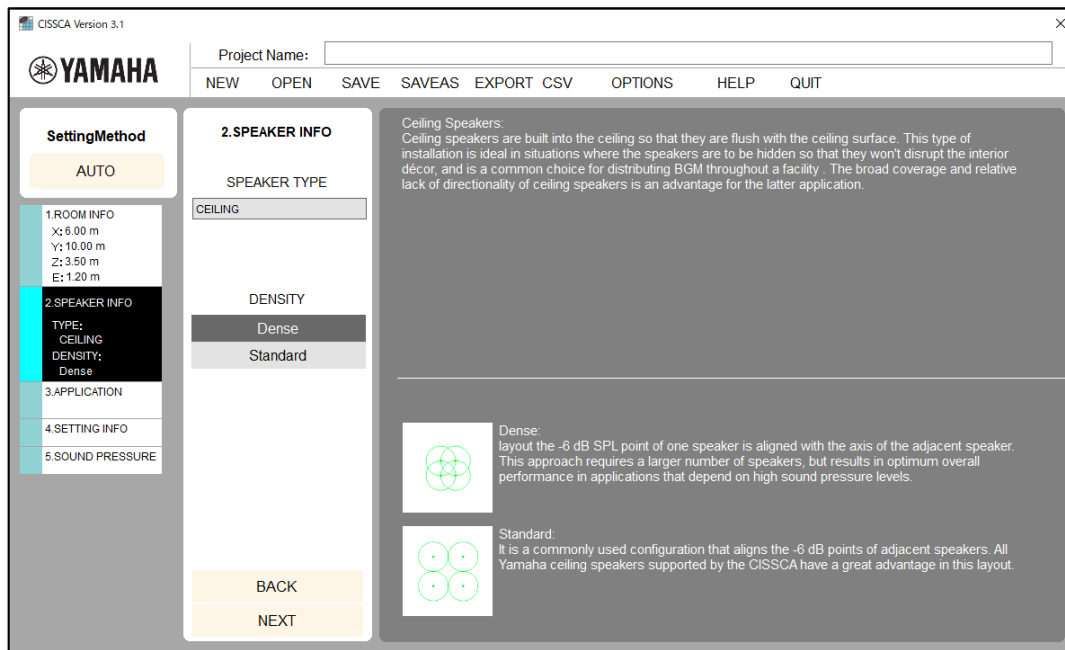 CISSCA Version 3.1
YAMAHA
Project Name:
NEW OPEN SAVE SAVEAS EXPORT CSV OPTIONS HELP QUIT
SettingMethod
AUTO
1.ROOM INFO
X: 6.00 m
Y: 10.00 m
Z: 3.50 m
E: 1.20 m
2.SPEAKER INFO
TYPE:
CEILING
DENSITY:
Dense
3.APPLICATION
4.SETTING INFO
5.SOUND PRESSURE
2.SPEAKER INFO
SPEAKER TYPE
CEILING
DENSITY
Dense
Standard
BACK
NEXT
Ceiling Speakers:
Ceiling speakers are built into the ceiling so that they are flush with the ceiling surface. This type of
installation is ideal in situations where the speakers are to be hidden so that they won't disrupt the interior
décor, and is a common choice for distributing BGM throughout a facility . The broad coverage and relative
lack of directionality of ceiling speakers is an advantage for the latter application.
Dense:
layout the -6 dB SPL point of one speaker is aligned with the axis of the adjacent speaker.
This approach requires a larger number of speakers, but results in optimum overall
performance in applications that depend on high sound pressure levels.
Standard:
It is a commonly used configuration that aligns the -6 dB points of adjacent speakers. All
Yamaha ceiling speakers supported by the CISSCA have a great advantage in this layout.